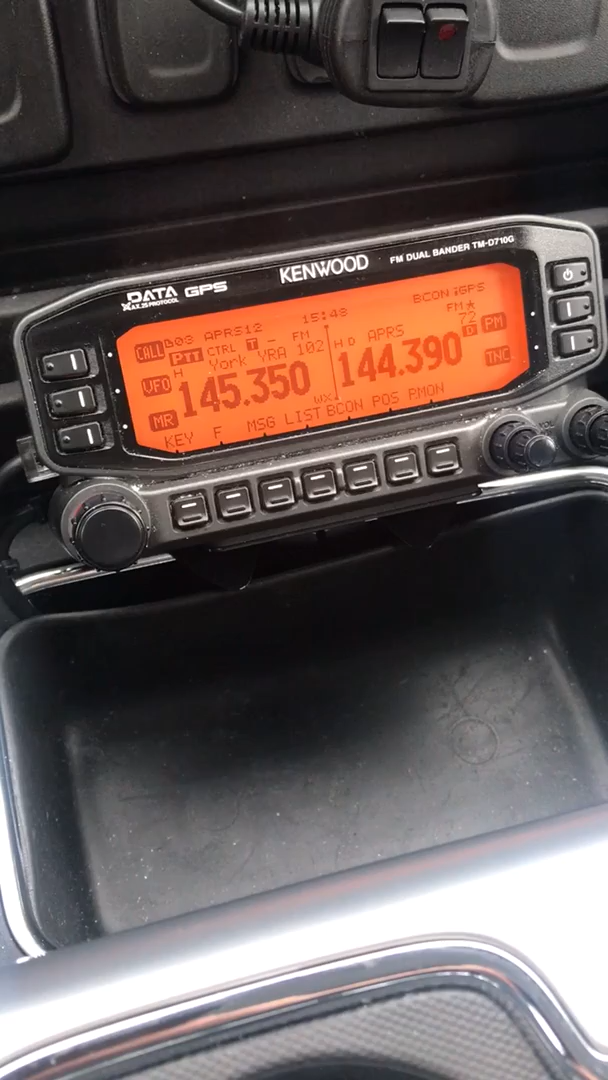 DATA GPS
AX.25 PROTOCOL
KENWOOD
FM DUAL BANDER TM-D710G
APRS12 15:48 BCON GPS
CALL PTT CTRL T - FM FM★
H York YRA 102 H D APRS 72 D PM
VFO 145.350 144.390 TNC
MR WX
KEY F MSG LIST BCON POS P.MON